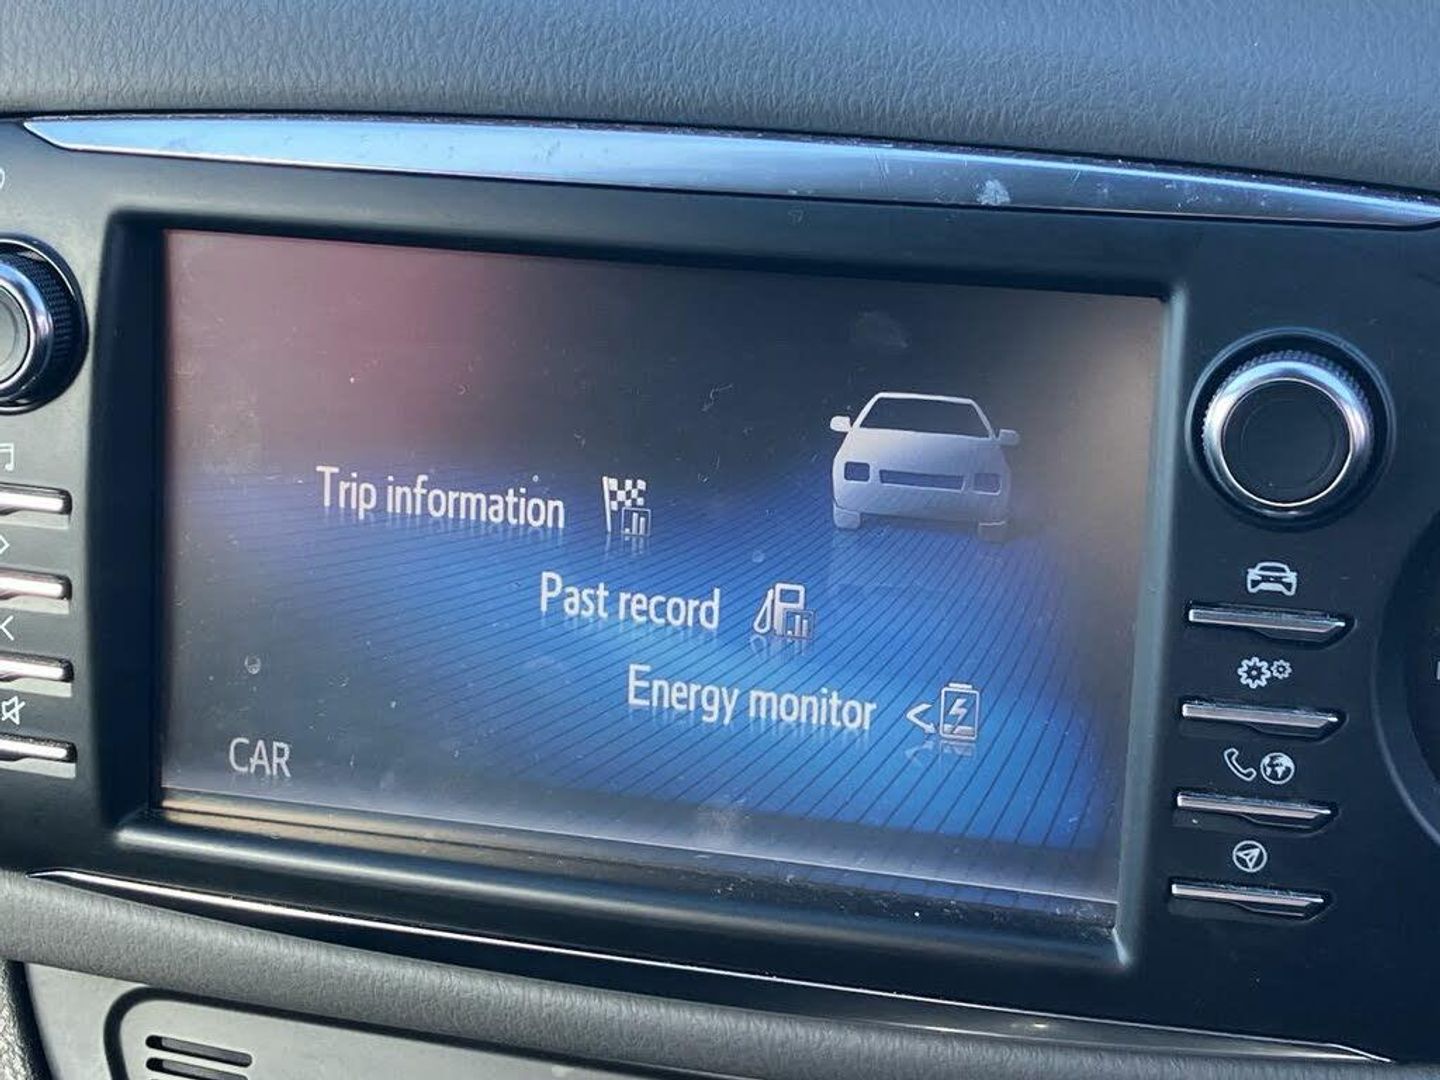 Trip information
Past record
Energy monitor
CAR